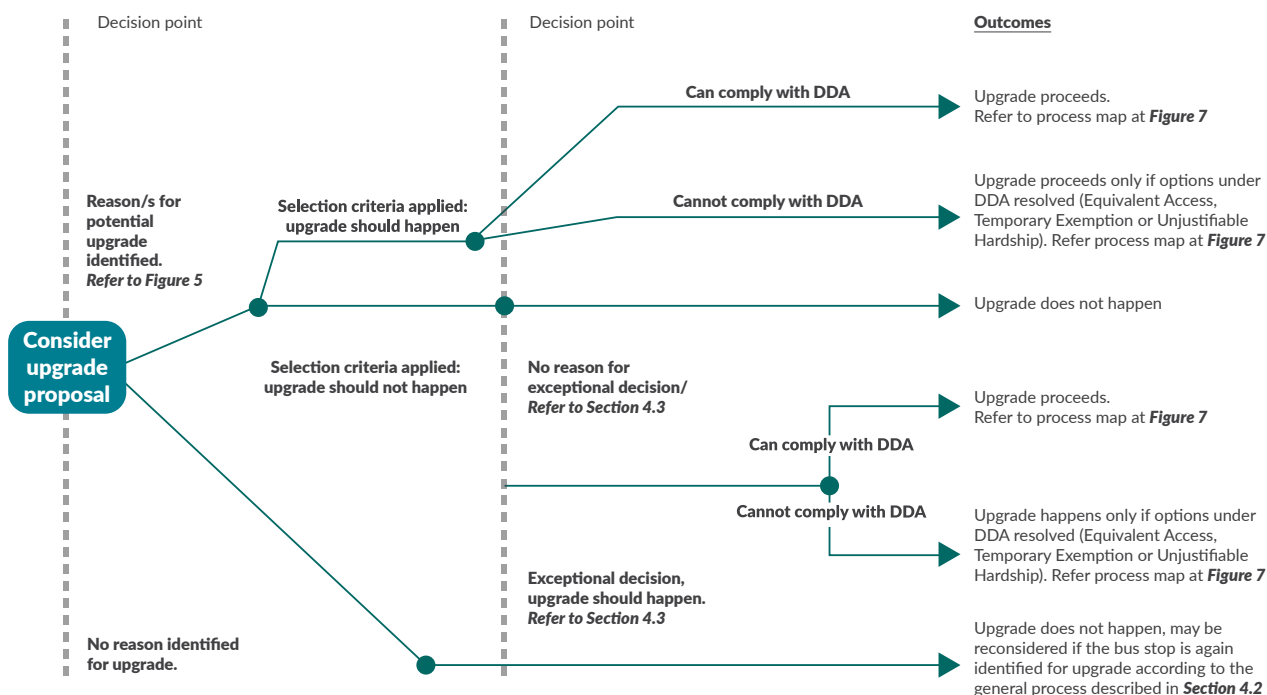 Decision point
Decision point
Outcomes
Can comply with DDA
Upgrade proceeds.
Refer to process map at Figure 7
Reason/s for
potential
upgrade
identified.
Refer to Figure 5
Selection criteria applied:
upgrade should happen
Cannot comply with DDA
Upgrade proceeds only if options under
DDA resolved (Equivalent Access,
Temporary Exemption or Unjustifiable
Hardship). Refer process map at Figure 7
Upgrade does not happen
Consider
upgrade
proposal
Selection criteria applied:
upgrade should not happen
No reason for
exceptional decision/
Refer to Section 4.3
Can comply with DDA
Upgrade proceeds.
Refer to process map at Figure 7
Cannot comply with DDA
Upgrade happens only if options under
DDA resolved (Equivalent Access,
Temporary Exemption or Unjustifiable
Hardship). Refer process map at Figure 7
Exceptional decision,
upgrade should happen.
Refer to Section 4.3
No reason identified
for upgrade.
Upgrade does not happen, may be
reconsidered if the bus stop is again
identified for upgrade according to the
general process described in Section 4.2